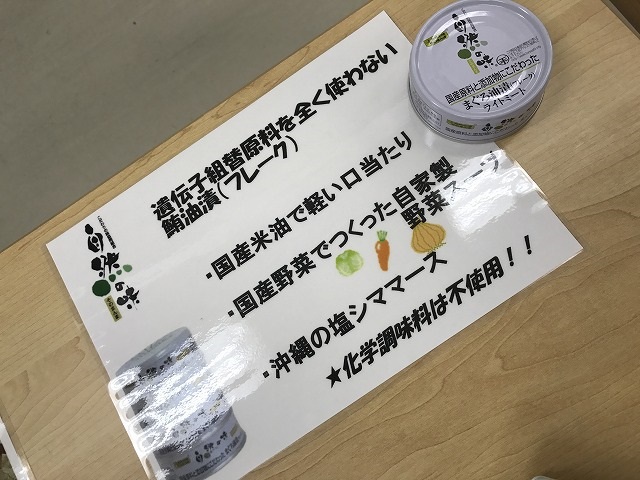 遺伝子組替原料を全く使わない
鮪油漬(フレーク)
・国産米油で軽い口当たり
・国産野菜でつくった自家製
野菜スープ
・沖縄の塩シママース
★化学調味料は不使用!!
自然の味
自然の味
国産原料と添加物にこだわった
まぐろ油漬(フレーク)
ライトミート